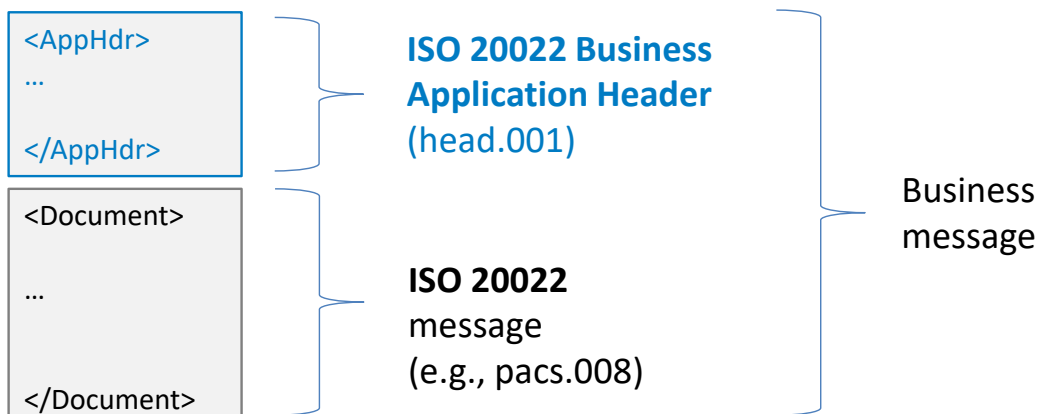 <AppHdr>
...
</AppHdr>
ISO 20022 Business
Application Header
(head.001)
<Document>
...
</Document>
ISO 20022
message
(e.g., pacs.008)
Business
message